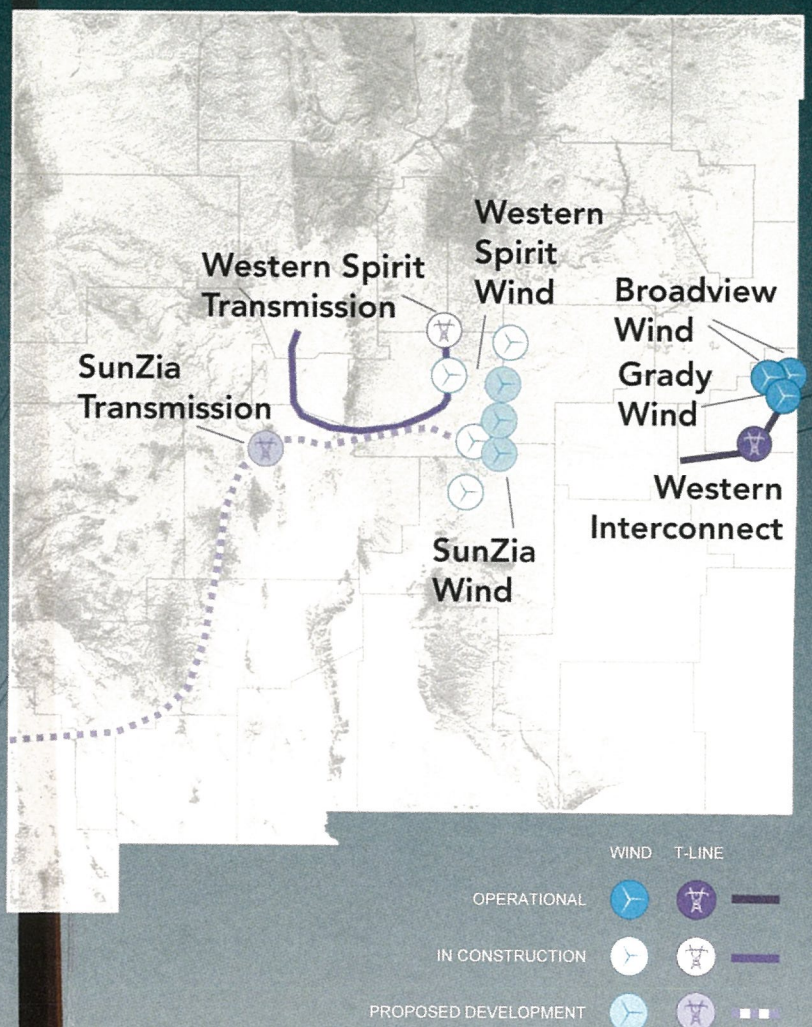 Western
Spirit
Wind
Western Spirit
Transmission
Broadview
Wind
SunZia
Transmission
Grady
Wind
Western
Interconnect
SunZia
Wind
WIND T-LINE
OPERATIONAL
IN CONSTRUCTION
PROPOSED DEVELOPMENT